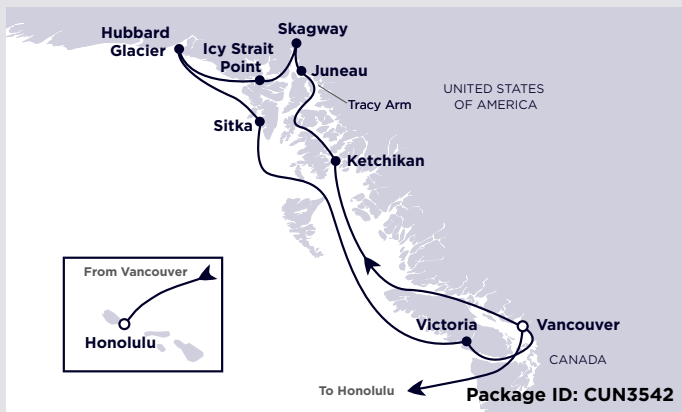 Skagway
Hubbard
Glacier
Icy Strait
Point
Juneau
UNITED STATES
OF AMERICA
Tracy Arm
Sitka
Ketchikan
From Vancouver
Honolulu
Victoria
Vancouver
CANADA
To Honolulu
Package ID: CUN3542